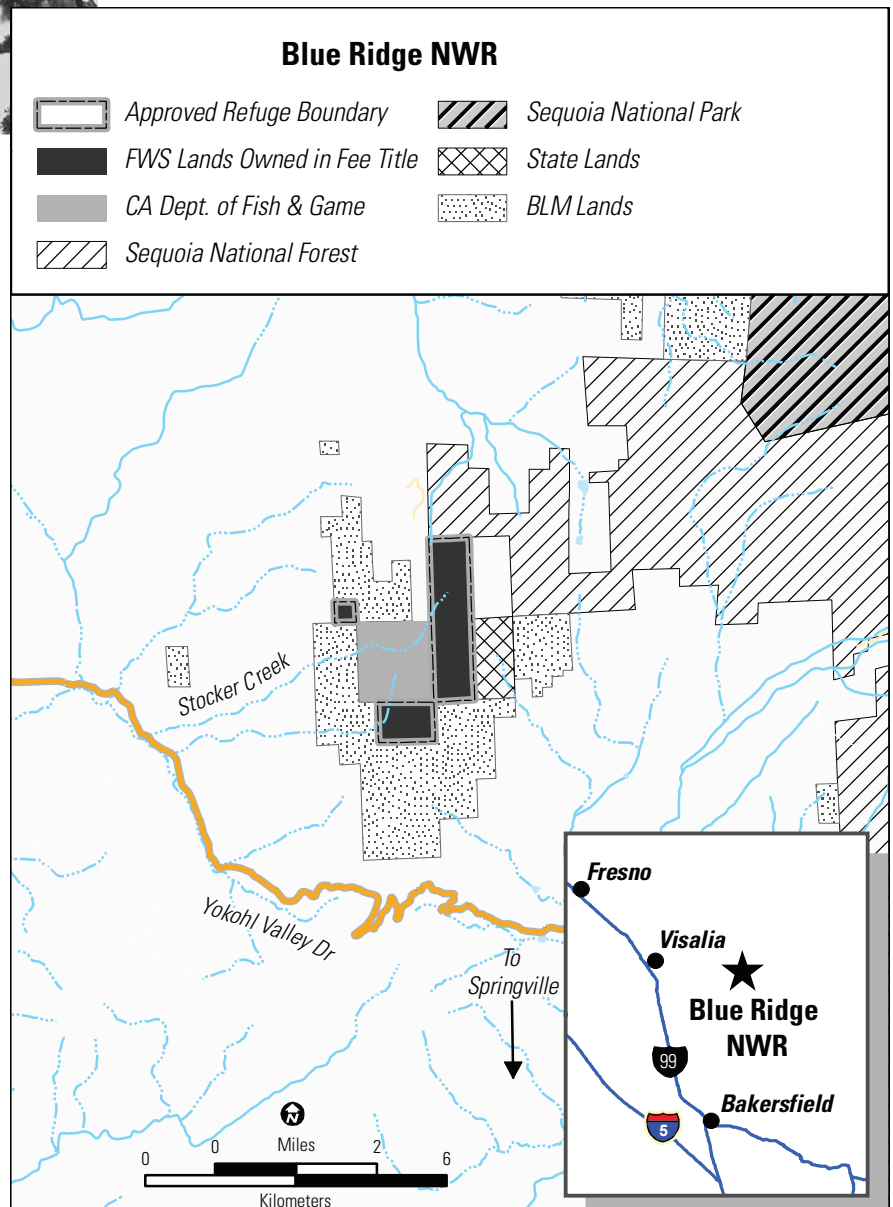 Blue Ridge NWR
Approved Refuge Boundary
FWS Lands Owned in Fee Title
CA Dept. of Fish & Game
Sequoia National Forest
Sequoia National Park
State Lands
BLM Lands
Stocker Creek
Yokohl Valley Dr
To
Springville
N
Miles
0 2
0 6
Kilometers
Fresno
Visalia
Blue Ridge
NWR
99
Bakersfield
5